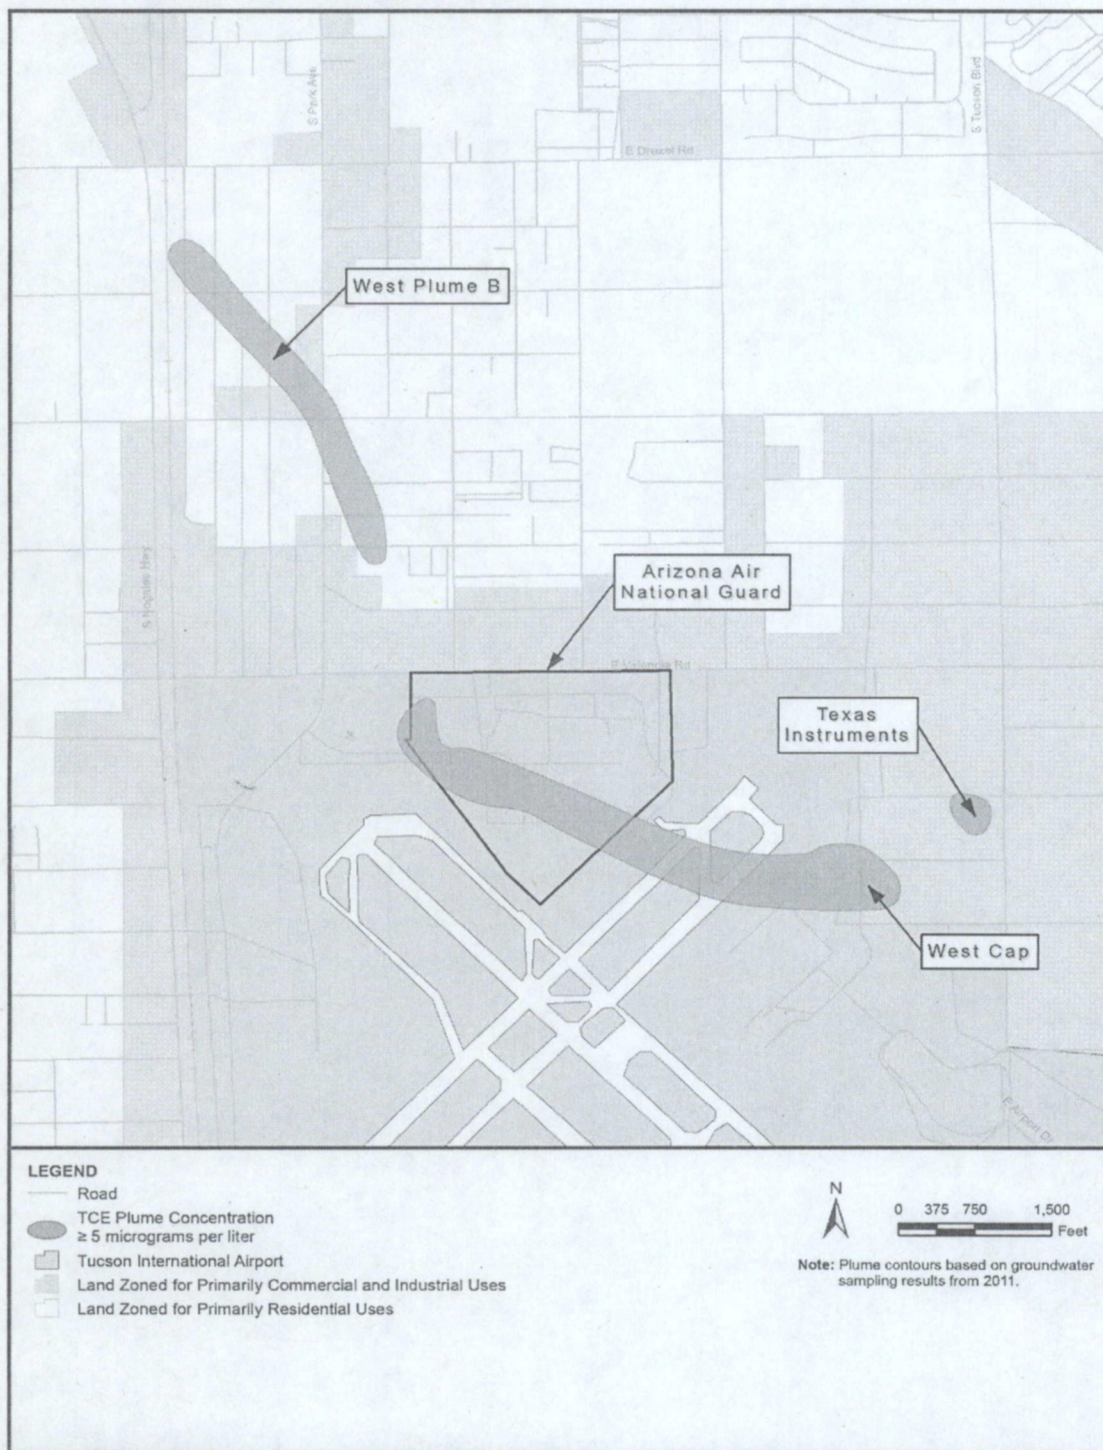 S Park Ave
S Tucson Blvd
E Drexel Rd
West Plume B
Arizona Air
National Guard
S Nogales Hwy
E Valencia Rd
Texas
Instruments
West Cap
E Airport Dr
LEGEND
Road
TCE Plume Concentration
≥ 5 micrograms per liter
Tucson International Airport
Land Zoned for Primarily Commercial and Industrial Uses
Land Zoned for Primarily Residential Uses
N
0 375 750 1,500
Feet
Note: Plume contours based on groundwater
sampling results from 2011.